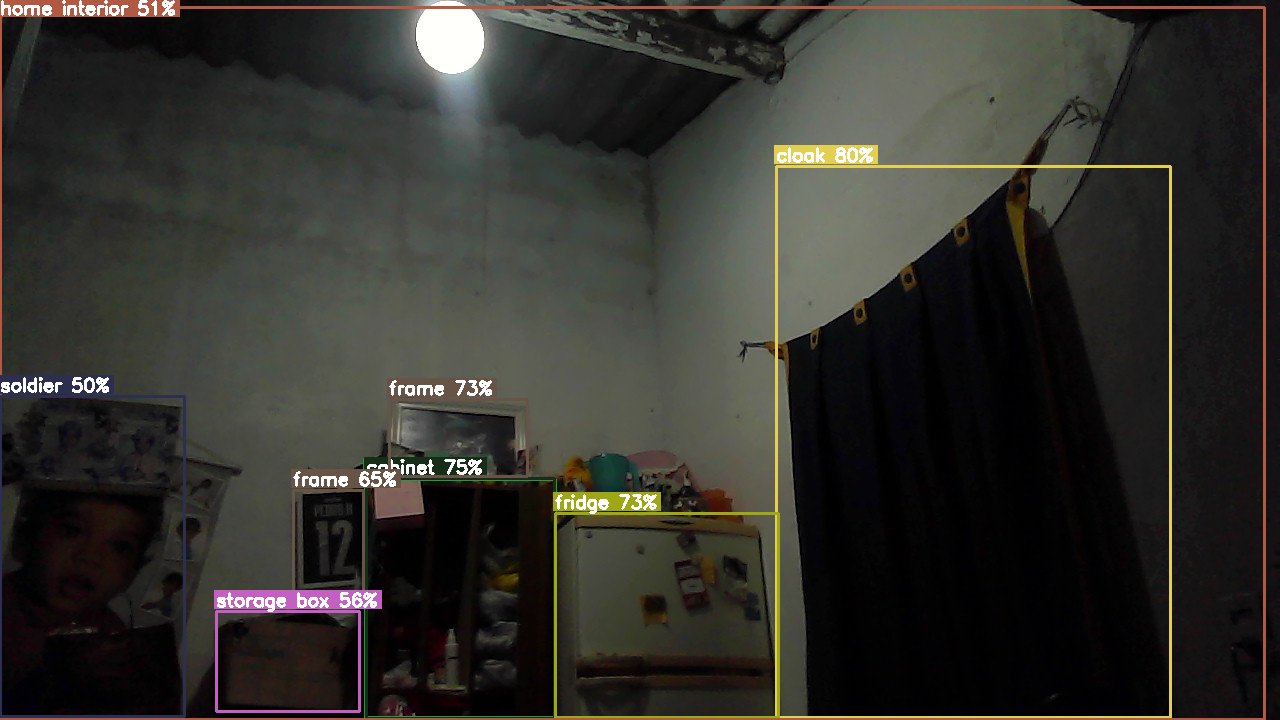 home interior 51%
cloak 80%
soldier 50%
frame 73%
cabinet 75%
frame 65%
fridge 73%
12
storage box 56%